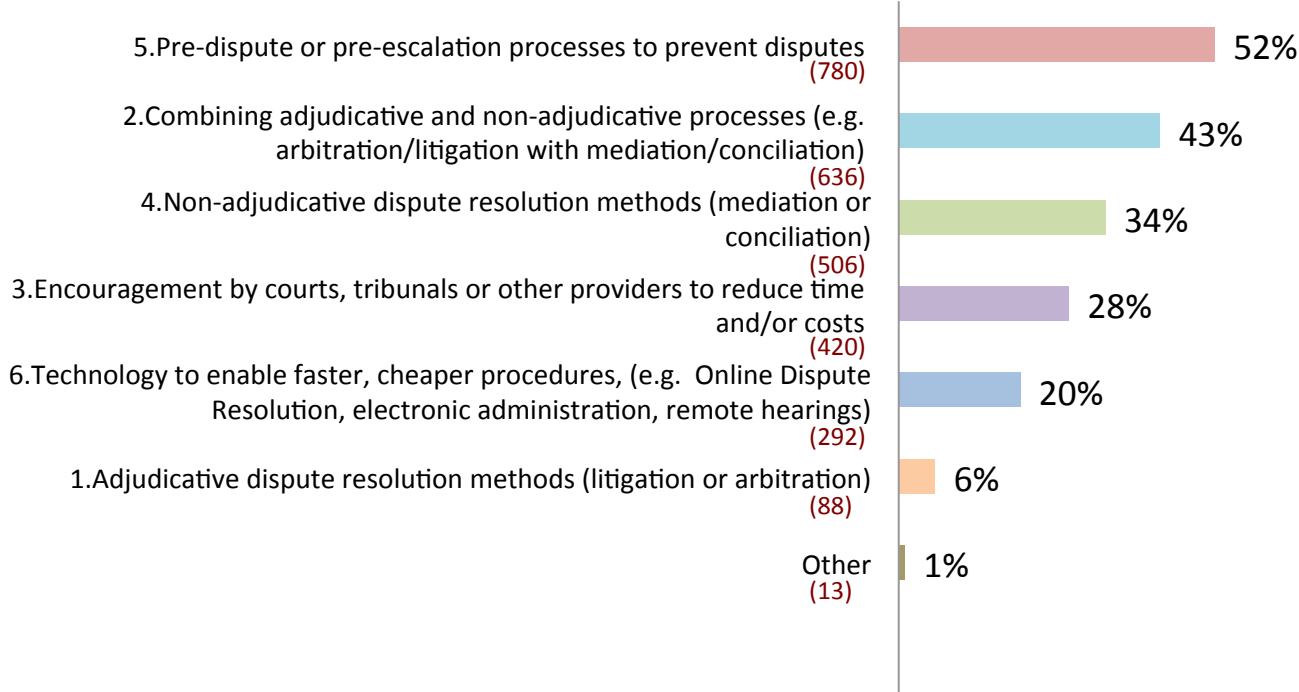 5.Pre-dispute or pre-escalation processes to prevent disputes
(780)
52%
2.Combining adjudicative and non-adjudicative processes (e.g.
arbitration/litigation with mediation/conciliation)
(636)
43%
4.Non-adjudicative dispute resolution methods (mediation or
conciliation)
(506)
34%
3.Encouragement by courts, tribunals or other providers to reduce time
and/or costs
(420)
28%
6.Technology to enable faster, cheaper procedures, (e.g.  Online Dispute
Resolution, electronic administration, remote hearings)
(292)
20%
1.Adjudicative dispute resolution methods (litigation or arbitration)
(88)
6%
Other
(13)
1%